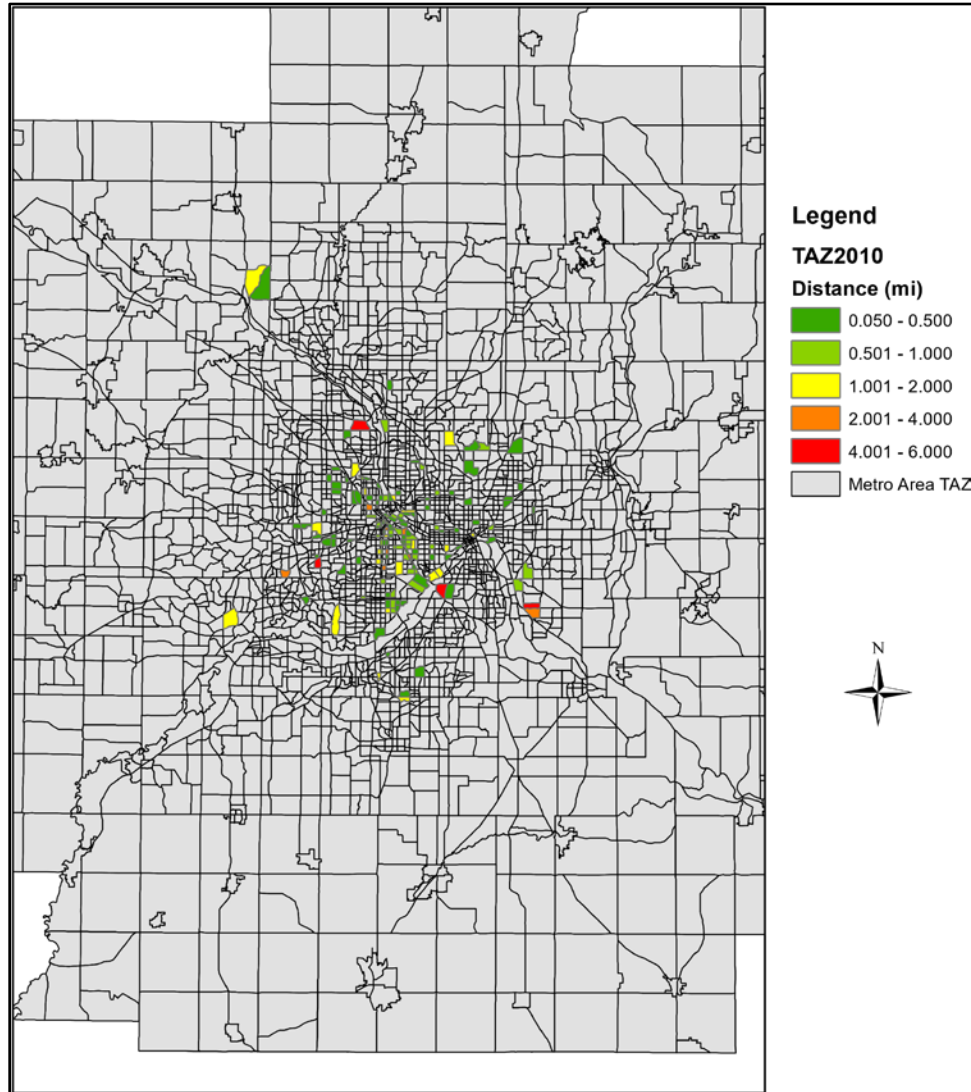 Legend
TAZ2010
Distance (mi)
0.050 - 0.500
0.501 - 1.000
1.001 - 2.000
2.001 - 4.000
4.001 - 6.000
Metro Area TAZ
N